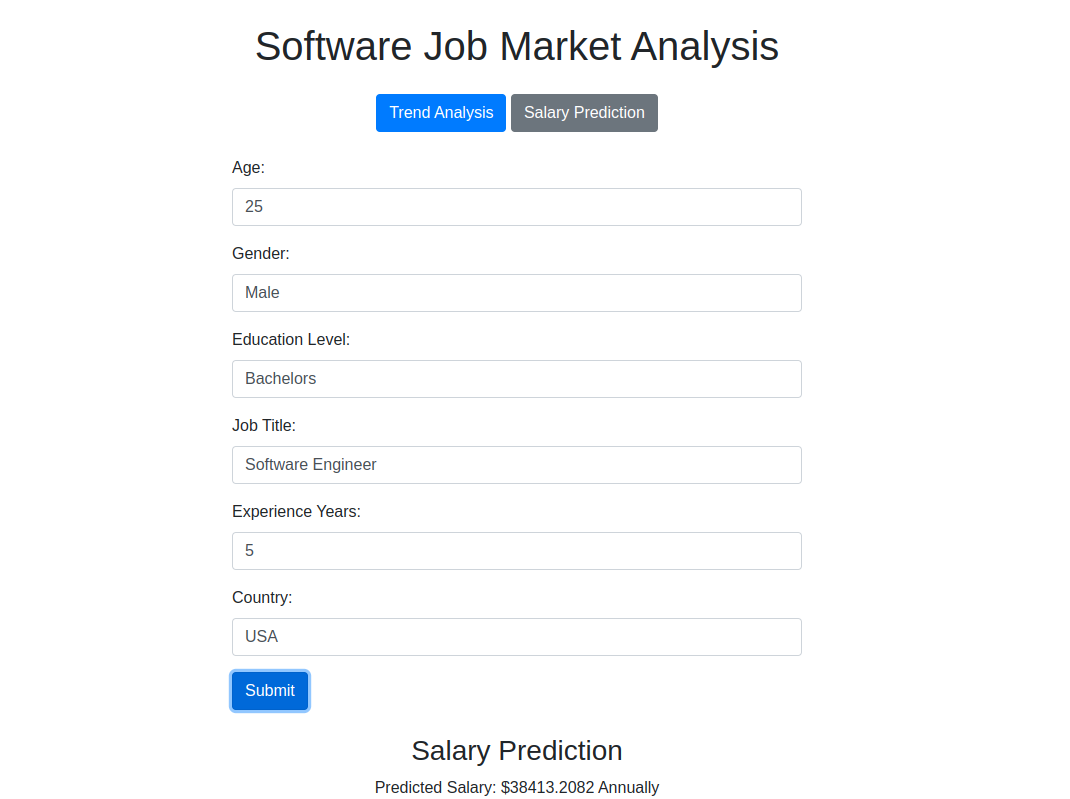 Software Job Market Analysis
Trend Analysis Salary Prediction
Age:
25
Gender:
Male
Education Level:
Bachelors
Job Title:
Software Engineer
Experience Years:
5
Country:
USA
Submit
Salary Prediction
Predicted Salary: $38413.2082 Annually